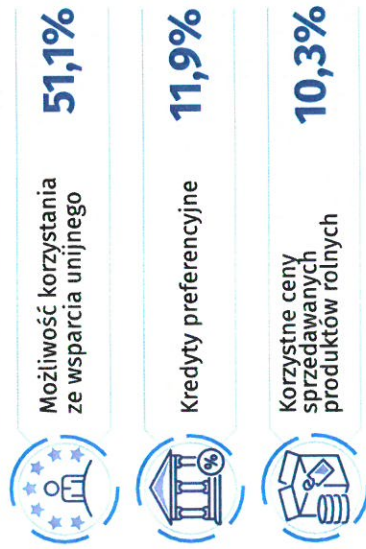 Możliwość korzystania
ze wsparcia unijnego
51,1%
Kredyty preferencyjne
11,9%
%
Korzystne ceny
sprzedawanych
produktów rolnych
10,3%